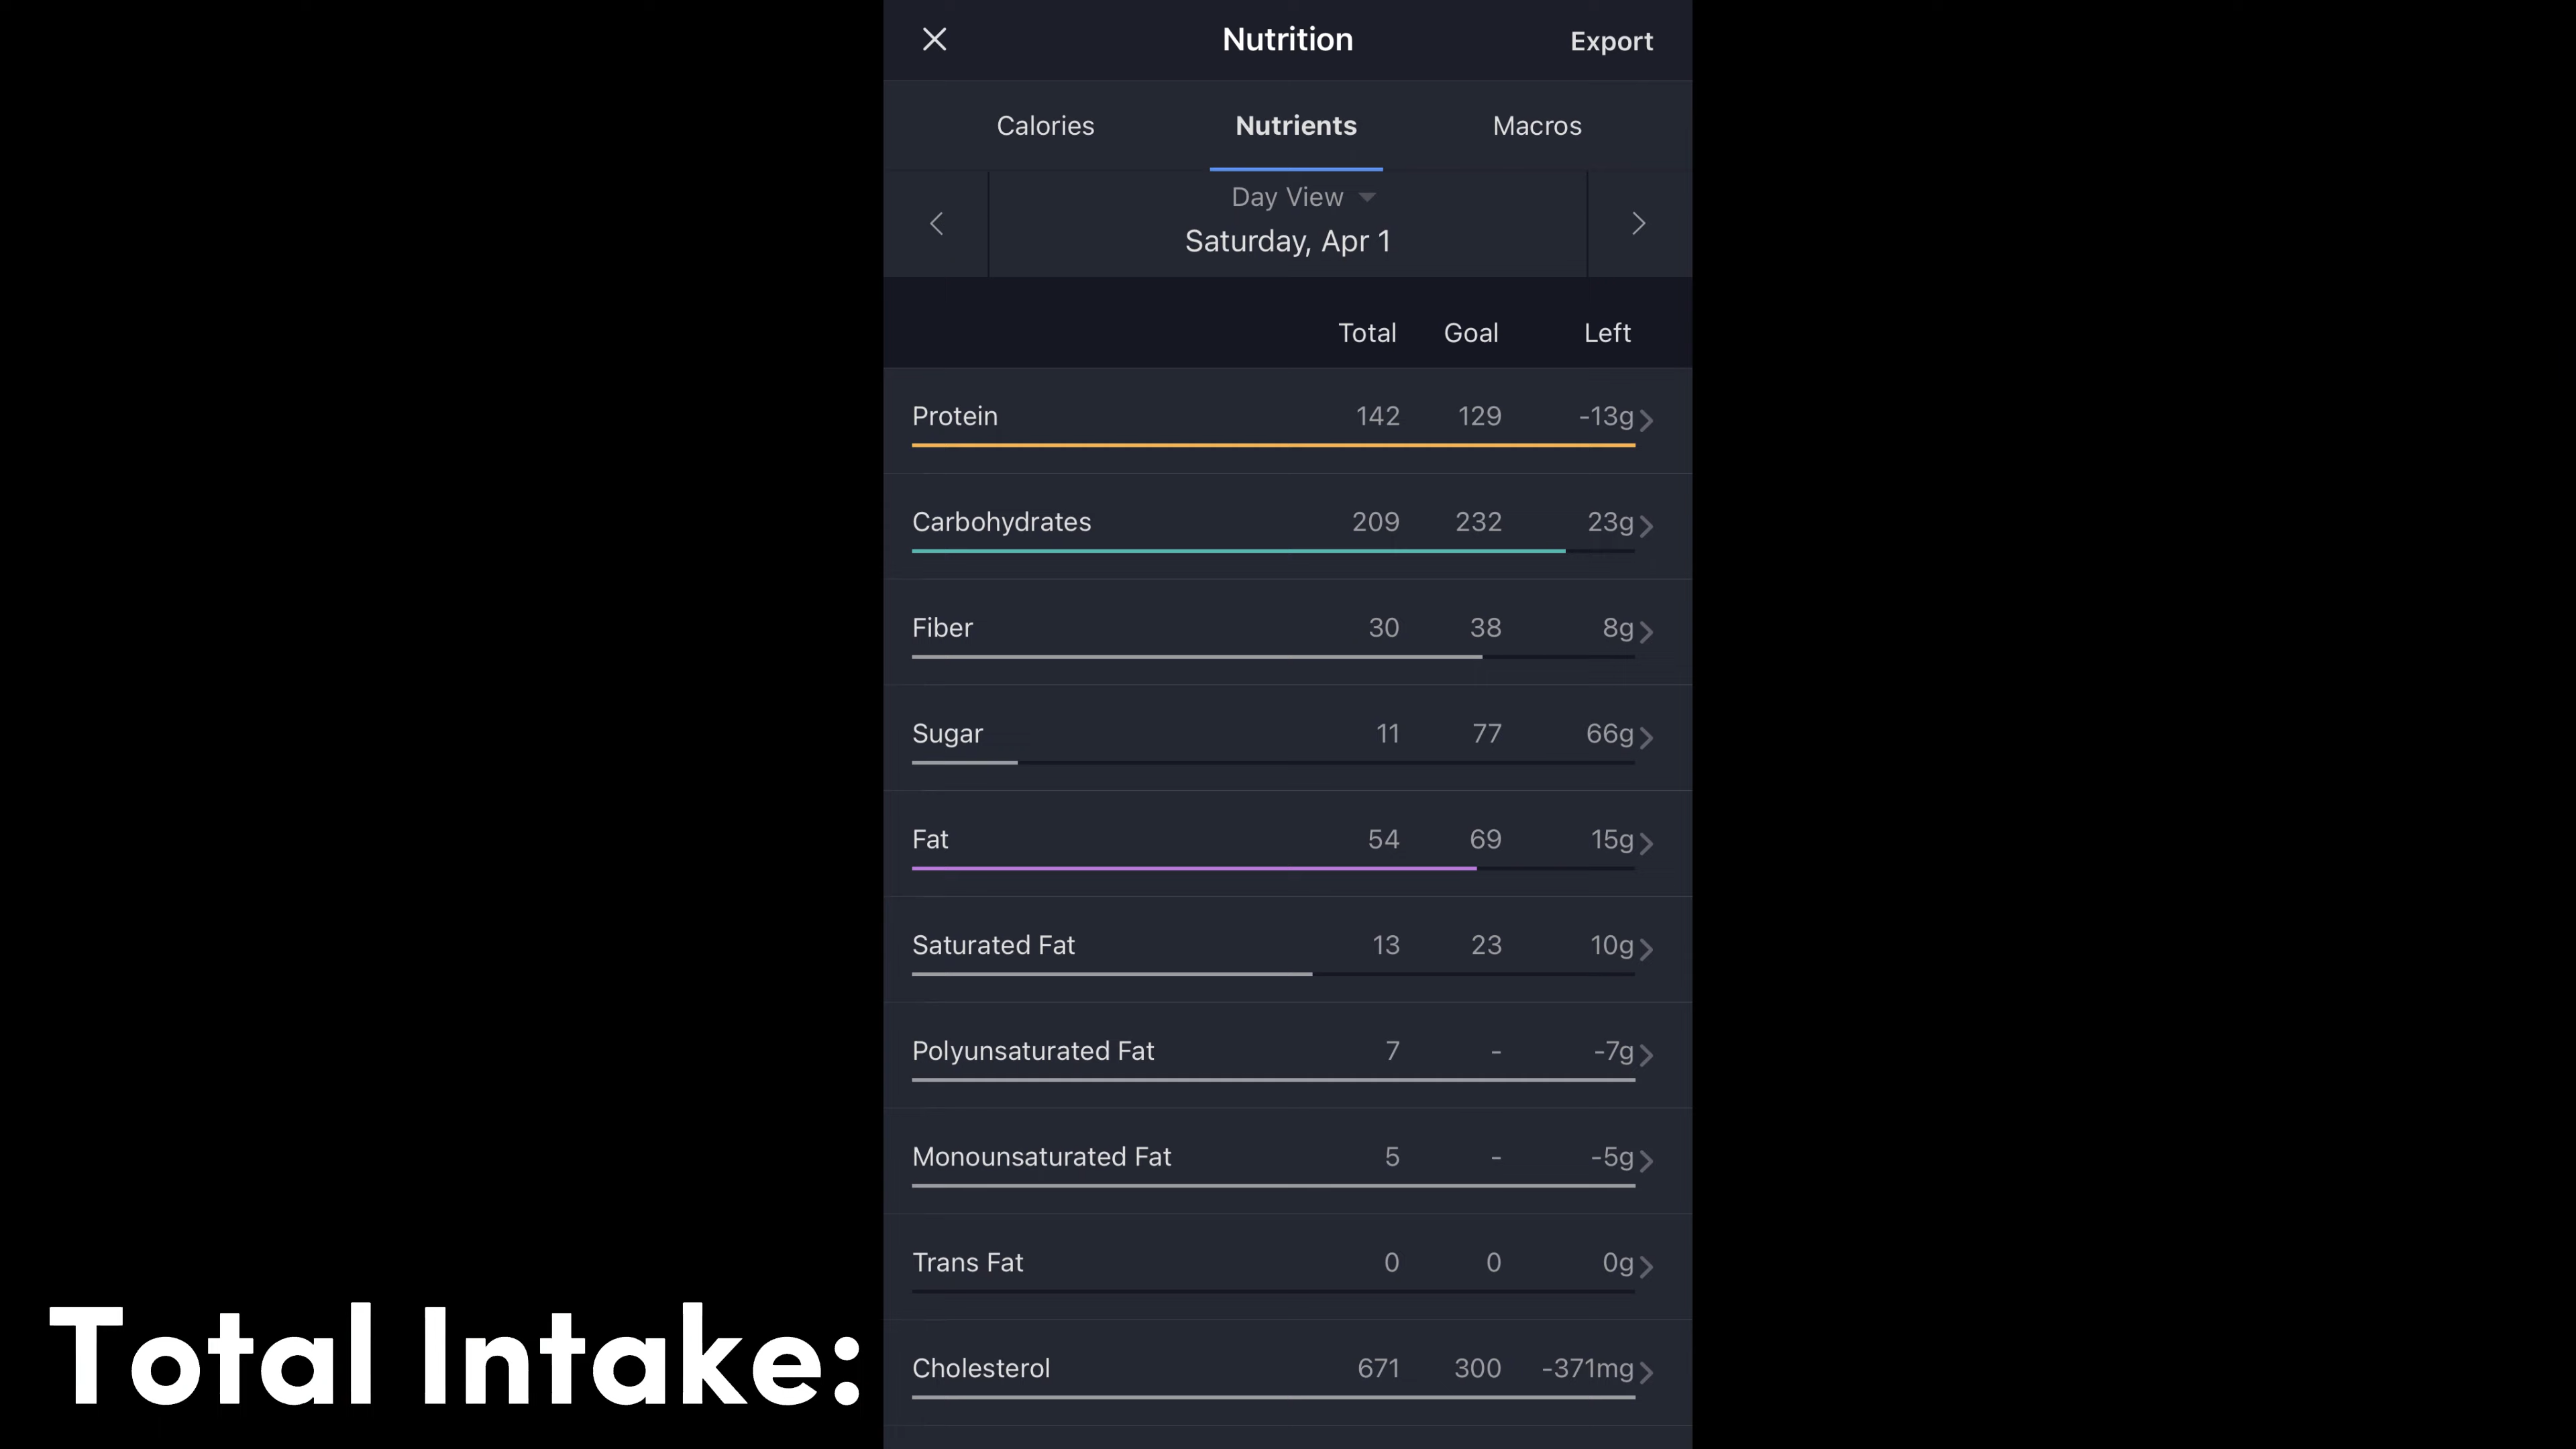 Nutrition
Export
Calories Nutrients Macros
Day View
Saturday, Apr 1
Total Goal Left
Protein 142 129 -13g
Carbohydrates 209 232 23g
Fiber 30 38 8g
Sugar 11 77 66g
Fat 54 69 15g
Saturated Fat 13 23 10g
Polyunsaturated Fat 7 - -7g
Monounsaturated Fat 5 - -5g
Trans Fat 0 0 0g
Cholesterol 671 300 -371mg
Total Intake: